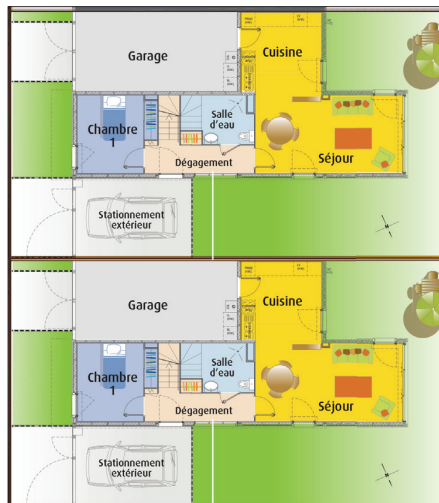 Garage
Cuisine
Chambre
1
Salle
d'eau
Dégagement
Séjour
Stationnement
extérieur
Garage
Cuisine
Chambre
1
Salle
d'eau
Dégagement
Séjour
Stationnement
extérieur